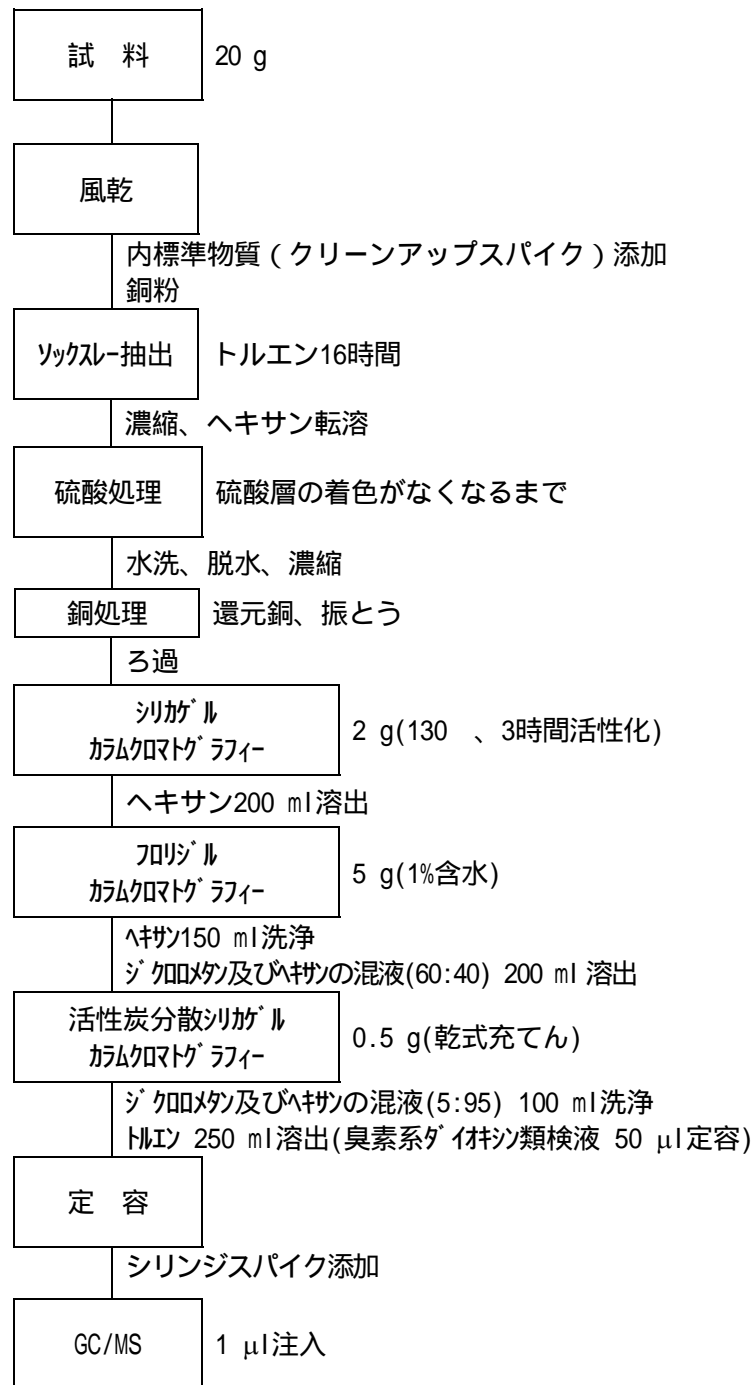 試 料 20 g
風乾
内標準物質(クリーンアップスパイク)添加
銅粉
ソックスレー抽出 トルエン16時間
濃縮、ヘキサン転溶
硫酸処理 硫酸層の着色がなくなるまで
水洗、脱水、濃縮
銅処理 還元銅、振とう
ろ過
シリカゲル
カラムクロマトグラフィー
2 g(130 、3時間活性化)
ヘキサン200 ml溶出
フロリジル
カラムクロマトグラフィー
5 g(1%含水)
ヘキサン150 ml洗浄
ジクロロメタン及びヘキサンの混液(60:40) 200 ml 溶出
活性炭分散シリカゲル
カラムクロマトグラフィー
0.5 g(乾式充てん)
ジクロロメタン及びヘキサンの混液(5:95) 100 ml洗浄
トルエン 250 ml溶出(臭素系ダイオキシン類検液 50 μl定容)
定 容
シリンジスパイク添加
GC/MS 1 μl注入